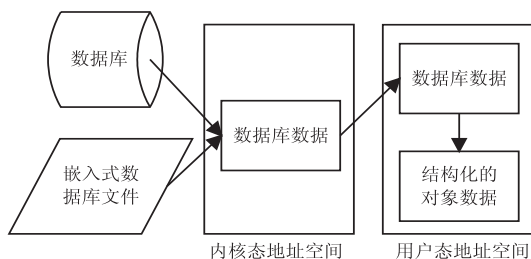 数据库
嵌入式数
据库文件
数据库数据
内核态地址空间
数据库数据
结构化的
对象数据
用户态地址空间